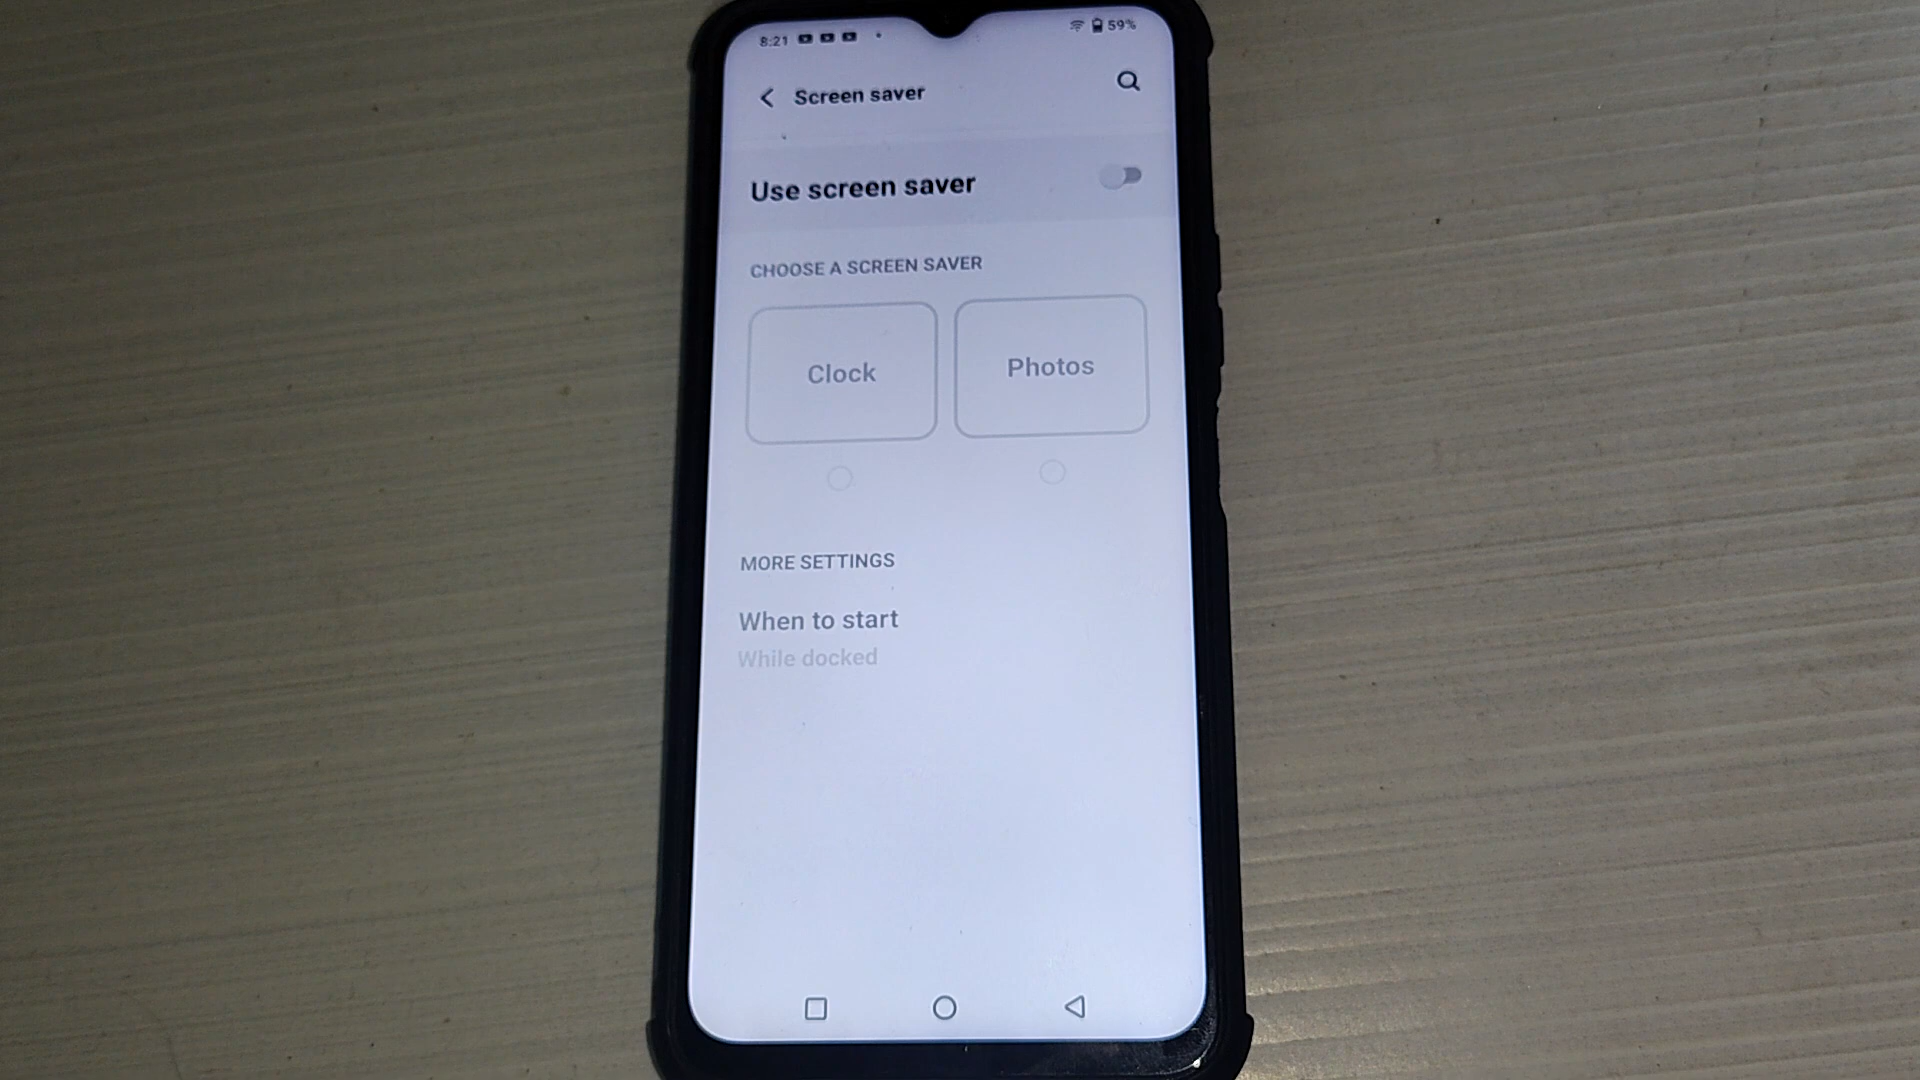 8:21 59%
Screen saver
Use screen saver
CHOOSE A SCREEN SAVER
Clock Photos
MORE SETTINGS
When to start
While docked